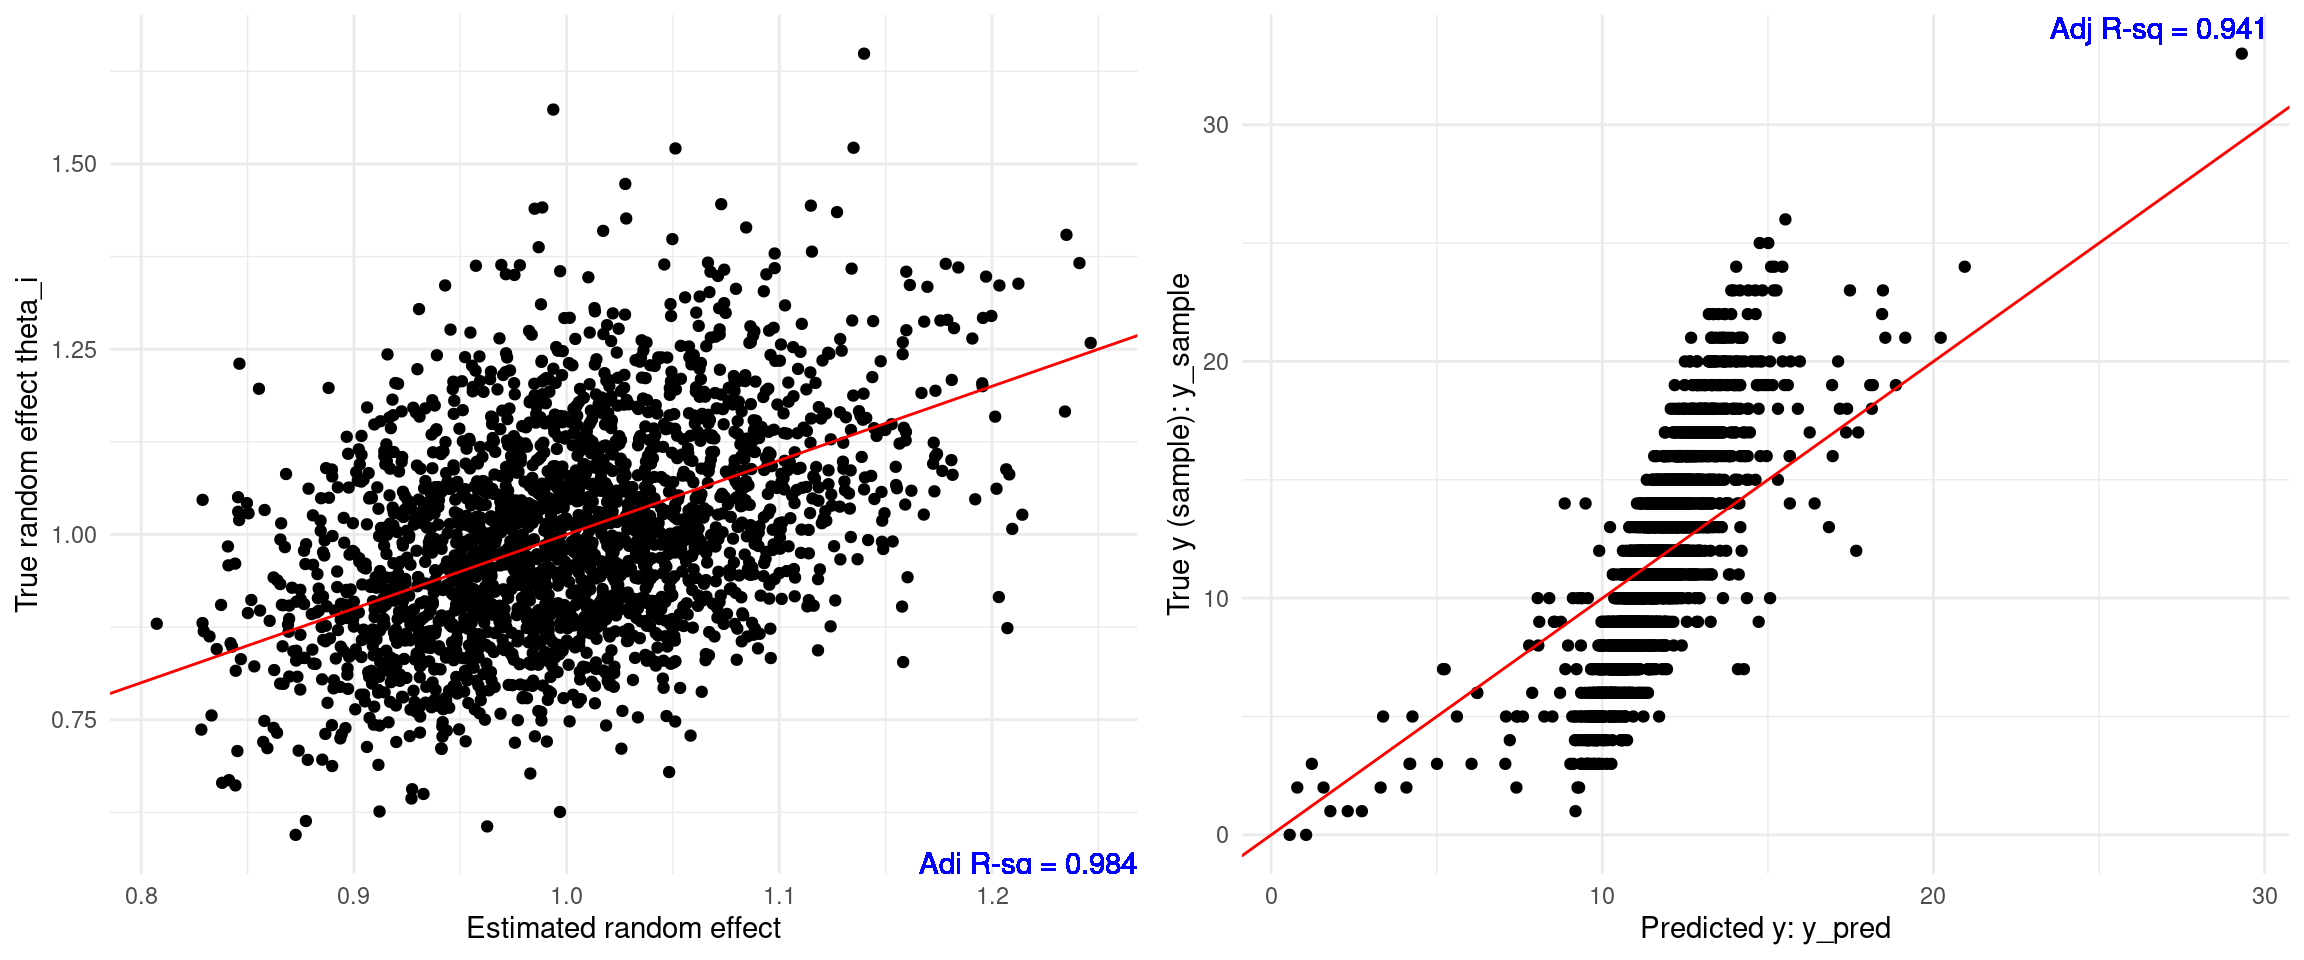 True random effect theta_i
1.50
1.25
1.00
0.75
Adj R-sq = 0.984
0.8
0.9
1.0
1.1
1.2
Estimated random effect
Adj R-sq = 0.941
True y (sample): y_sample
30
20
10
0
0
10
20
30
Predicted y: y_pred